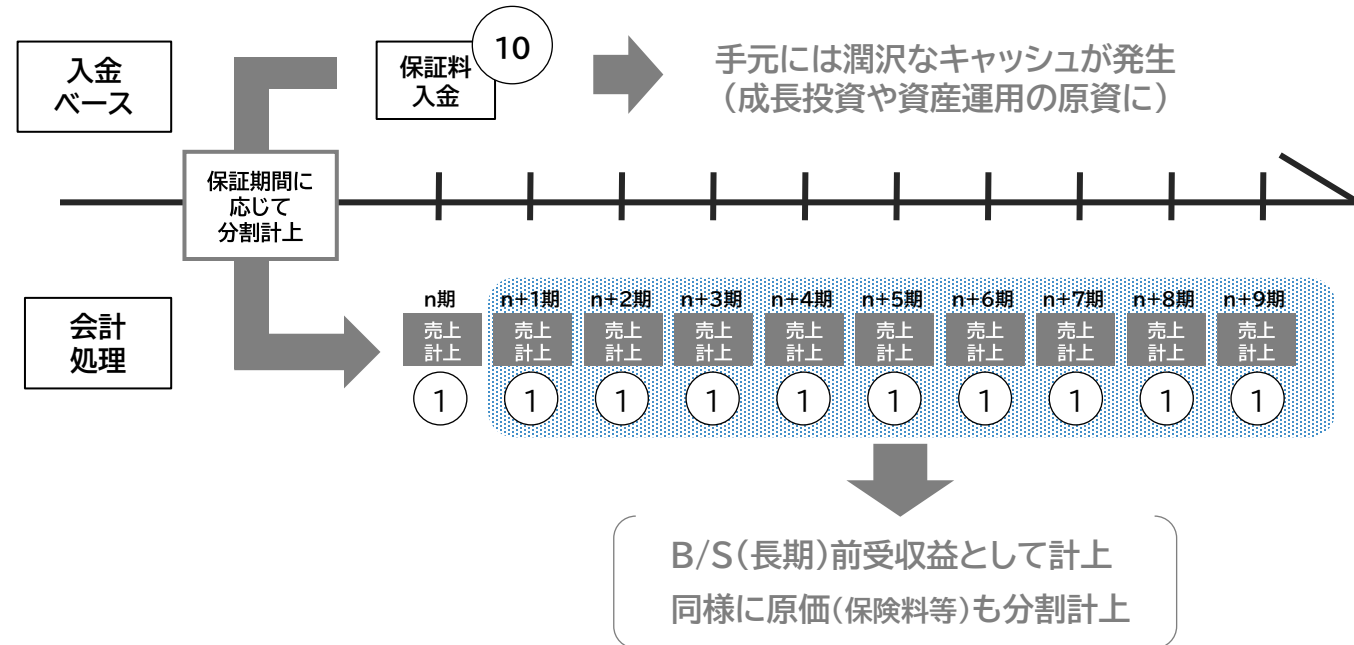 入金
ベース
保証料
入金
10
手元には潤沢なキャッシュが発生
（成長投資や資産運用の原資に）
保証期間に
応じて
分割計上
会計
処理
n期 n+1期 n+2期 n+3期 n+4期 n+5期 n+6期 n+7期 n+8期 n+9期
売上 売上 売上 売上 売上 売上 売上 売上 売上 売上
計上 計上 計上 計上 計上 計上 計上 計上 計上 計上
1 1 1 1 1 1 1 1 1 1
B/S（長期）前受収益として計上
同様に原価（保険料等）も分割計上